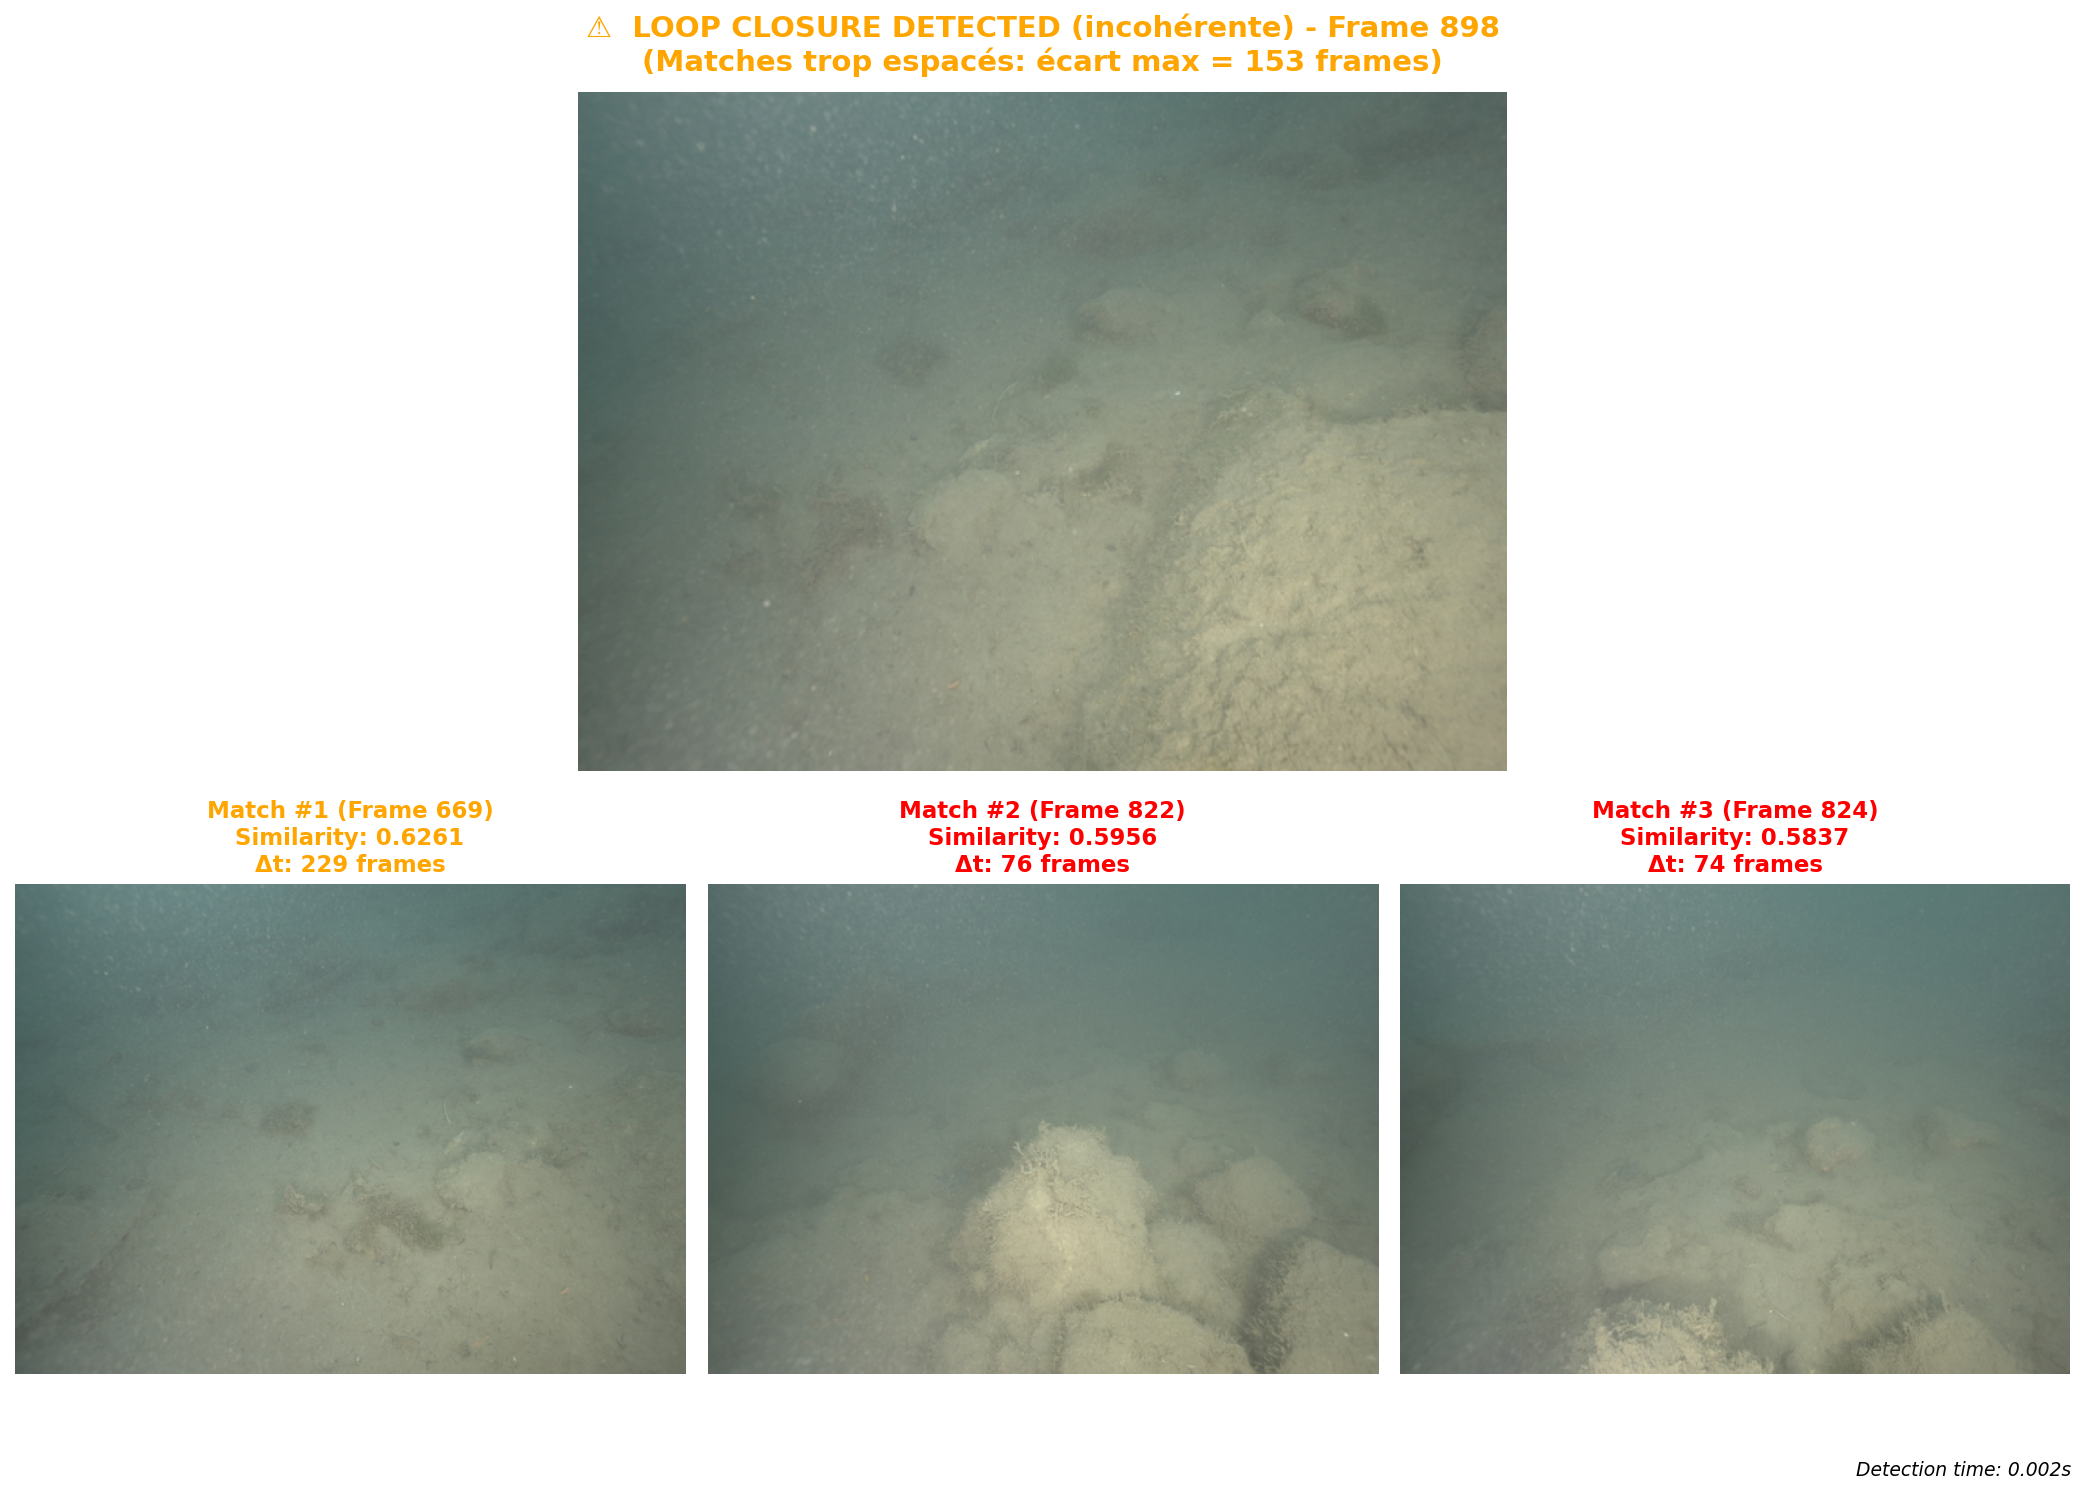 ⚠ LOOP CLOSURE DETECTED (incohérente) - Frame 898
(Matches trop espacés: écart max = 153 frames)
Match #1 (Frame 669)
Similarity: 0.6261
Δt: 229 frames
Match #2 (Frame 822)
Similarity: 0.5956
Δt: 76 frames
Match #3 (Frame 824)
Similarity: 0.5837
Δt: 74 frames
Detection time: 0.002s